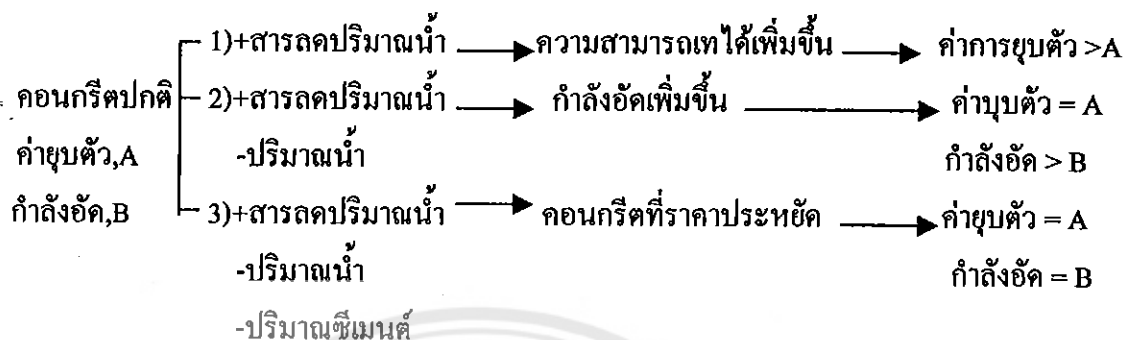 1)+สารลดปริมาณน้ำ ความสามารถเทได้เพิ่มขึ้น ค่าการยุบตัว >A
คอนกรีตปกติ 2)+สารลดปริมาณน้ำ กำลังอัดเพิ่มขึ้น ค่าบุบตัว = A
ค่ายุบตัว,A -ปริมาณน้ำ กำลังอัด > B
กำลังอัด,B 3)+สารลดปริมาณน้ำ คอนกรีตที่ราคาประหยัด ค่ายุบตัว = A
-ปริมาณน้ำ กำลังอัด = B
-ปริมาณซีเมนต์